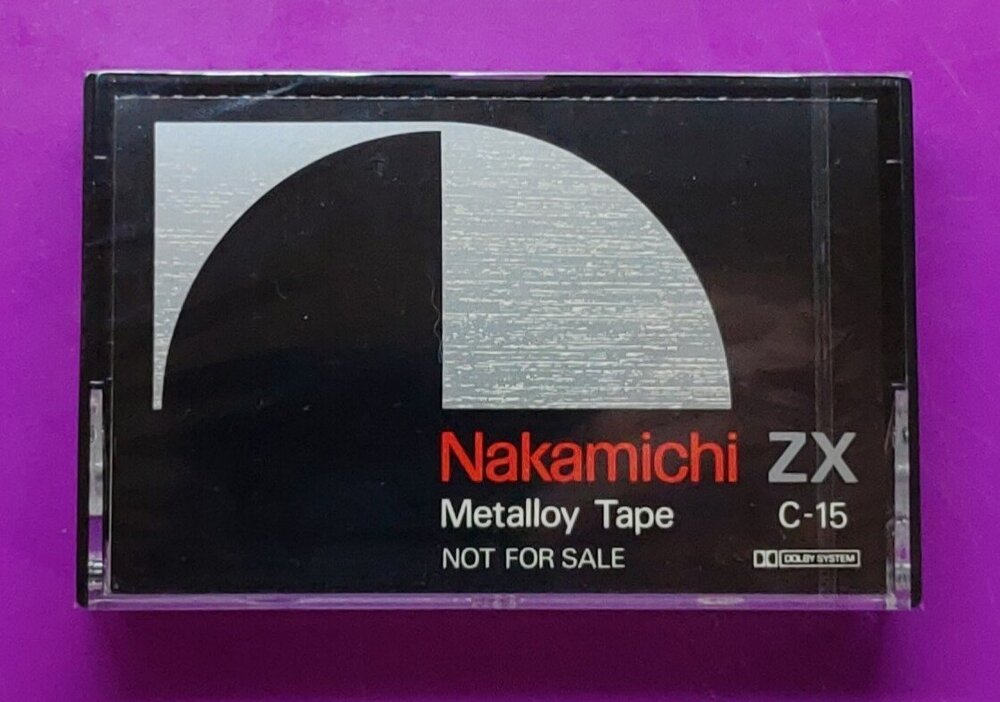 Nakamichi ZX
Metalloy Tape C-15
NOT FOR SALE DOLBY SYSTEM